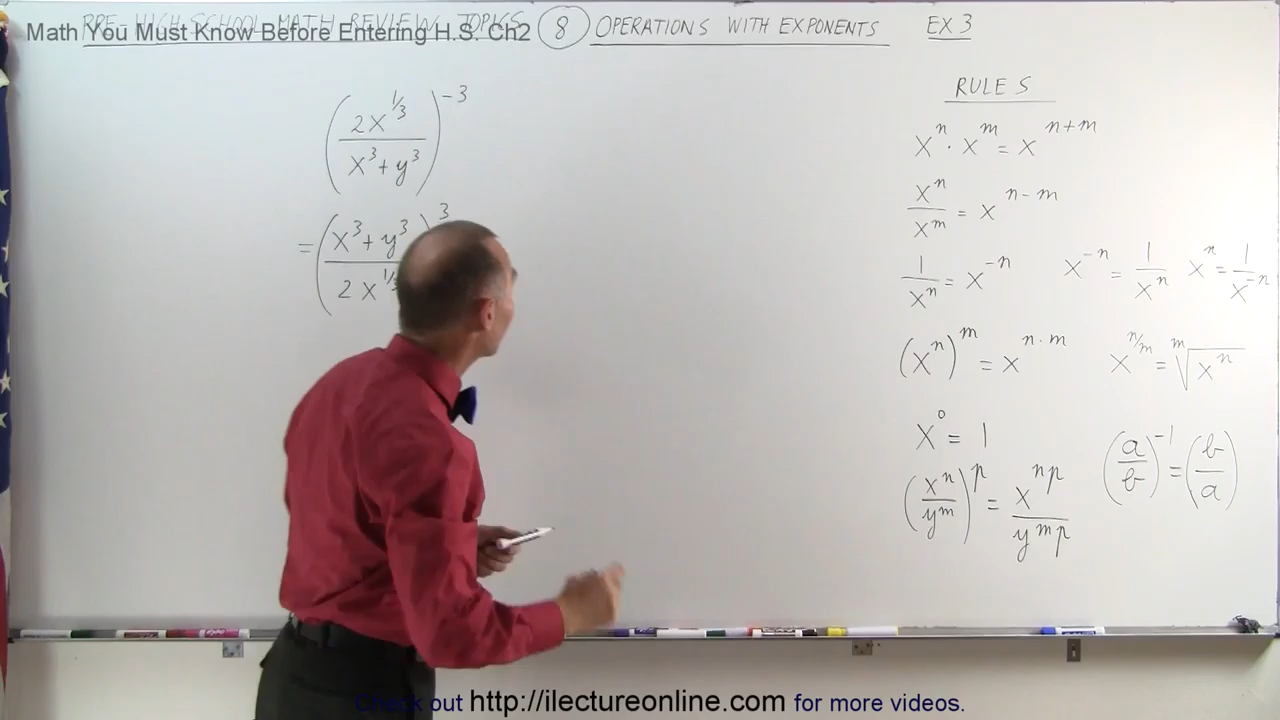 PRE-HIGH SCHOOL MATH REVIEW TOPICS 8 OPERATIONS WITH EXPONENTS EX 3
Math You Must Know Before Entering H.S. Ch2
(2x^{1/3} / (x^3 + y^3))^{-3}
= ((x^3 + y^3) / 2x^{1/3})^3
RULES
x^n · x^m = x^{n+m}
x^n / x^m = x^{n-m}
1/x^n = x^{-n} x^{-n} = 1/x^n x^n = 1/x^{-n}
(x^n)^m = x^{n·m} x^{n/m} = ᵐ√(x^n)
x^0 = 1
(x^n / y^m)^p = x^{np} / y^{mp} (a/b)^{-1} = (b/a)
Check out http://ilectureonline.com for more videos.